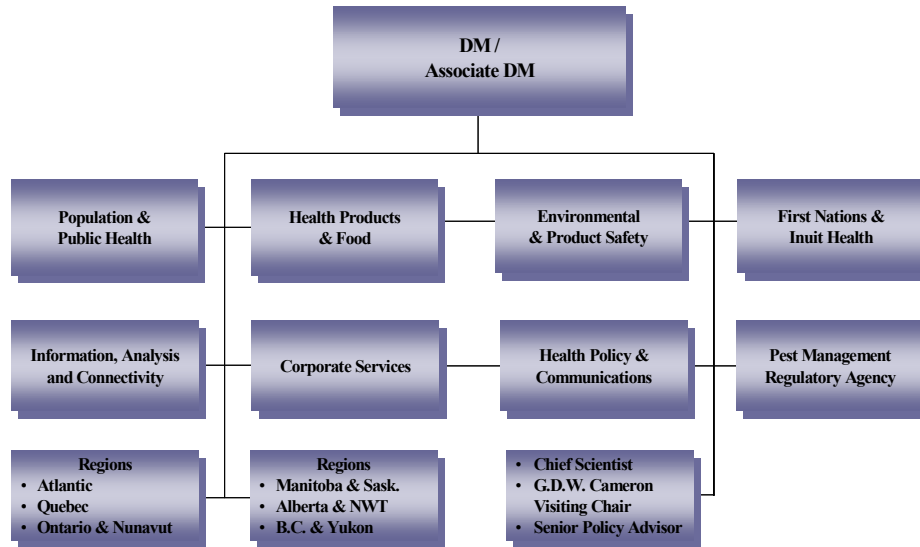 DM /
Associate DM
Population &
Public Health
Health Products
& Food
Environmental
& Product Safety
First Nations &
Inuit Health
Information, Analysis
and Connectivity
Corporate Services
Health Policy &
Communications
Pest Management
Regulatory Agency
Regions
• Atlantic
• Quebec
• Ontario & Nunavut
Regions
• Manitoba & Sask.
• Alberta & NWT
• B.C. & Yukon
• Chief Scientist
• G.D.W. Cameron
Visiting Chair
• Senior Policy Advisor